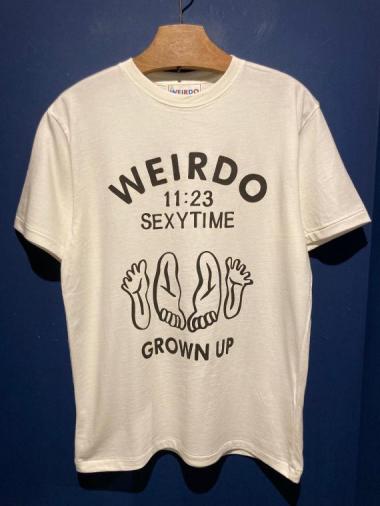 WEIRDO
WEIRDO
11:23
SEXYTIME
GROWN UP